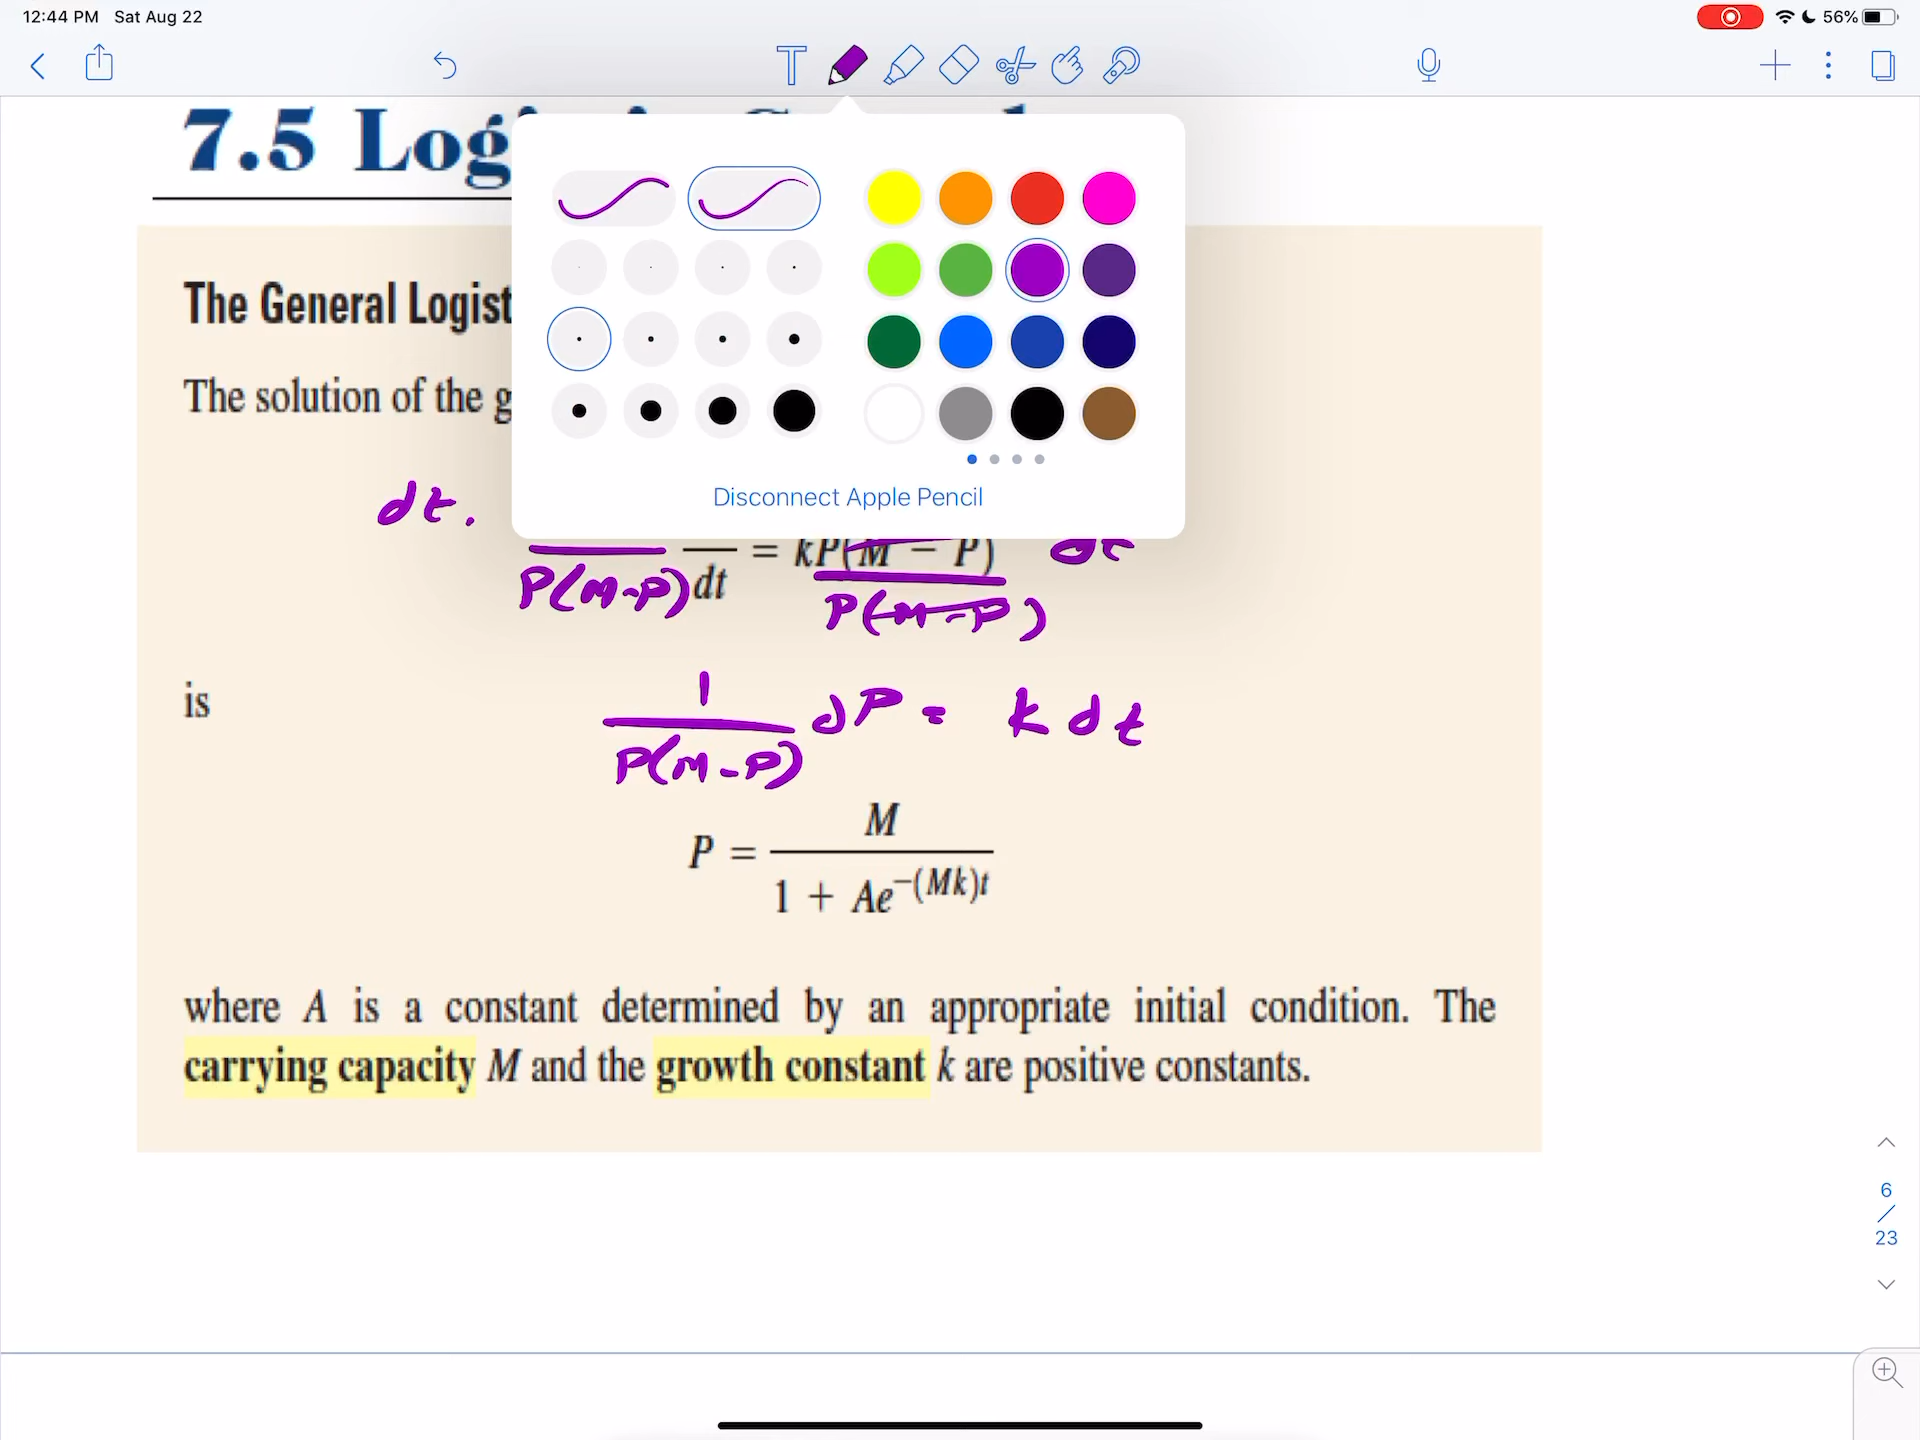 12:44 PM Sat Aug 22
56%
T
7.5 Log
The General Logist
The solution of the g
Disconnect Apple Pencil
dt.
dt = kP(M − P) dt
P(M-P) P(M-P)
is
1
P(M-P) dP = k dt
P = M
1 + Ae^-(Mk)t
where A is a constant determined by an appropriate initial condition. The
carrying capacity M and the growth constant k are positive constants.
6
/
23